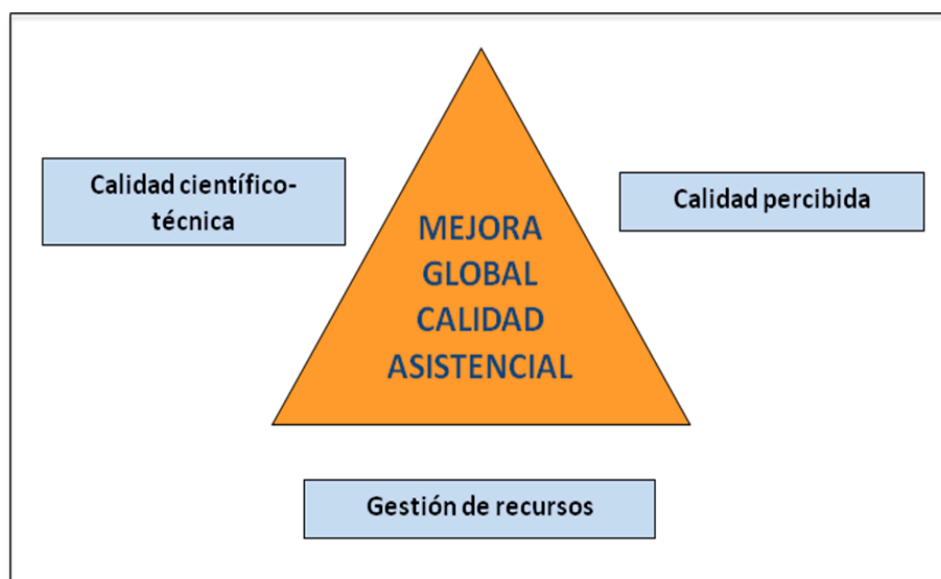 Calidad científico-
técnica
Calidad percibida
MEJORA
GLOBAL
CALIDAD
ASISTENCIAL
Gestión de recursos